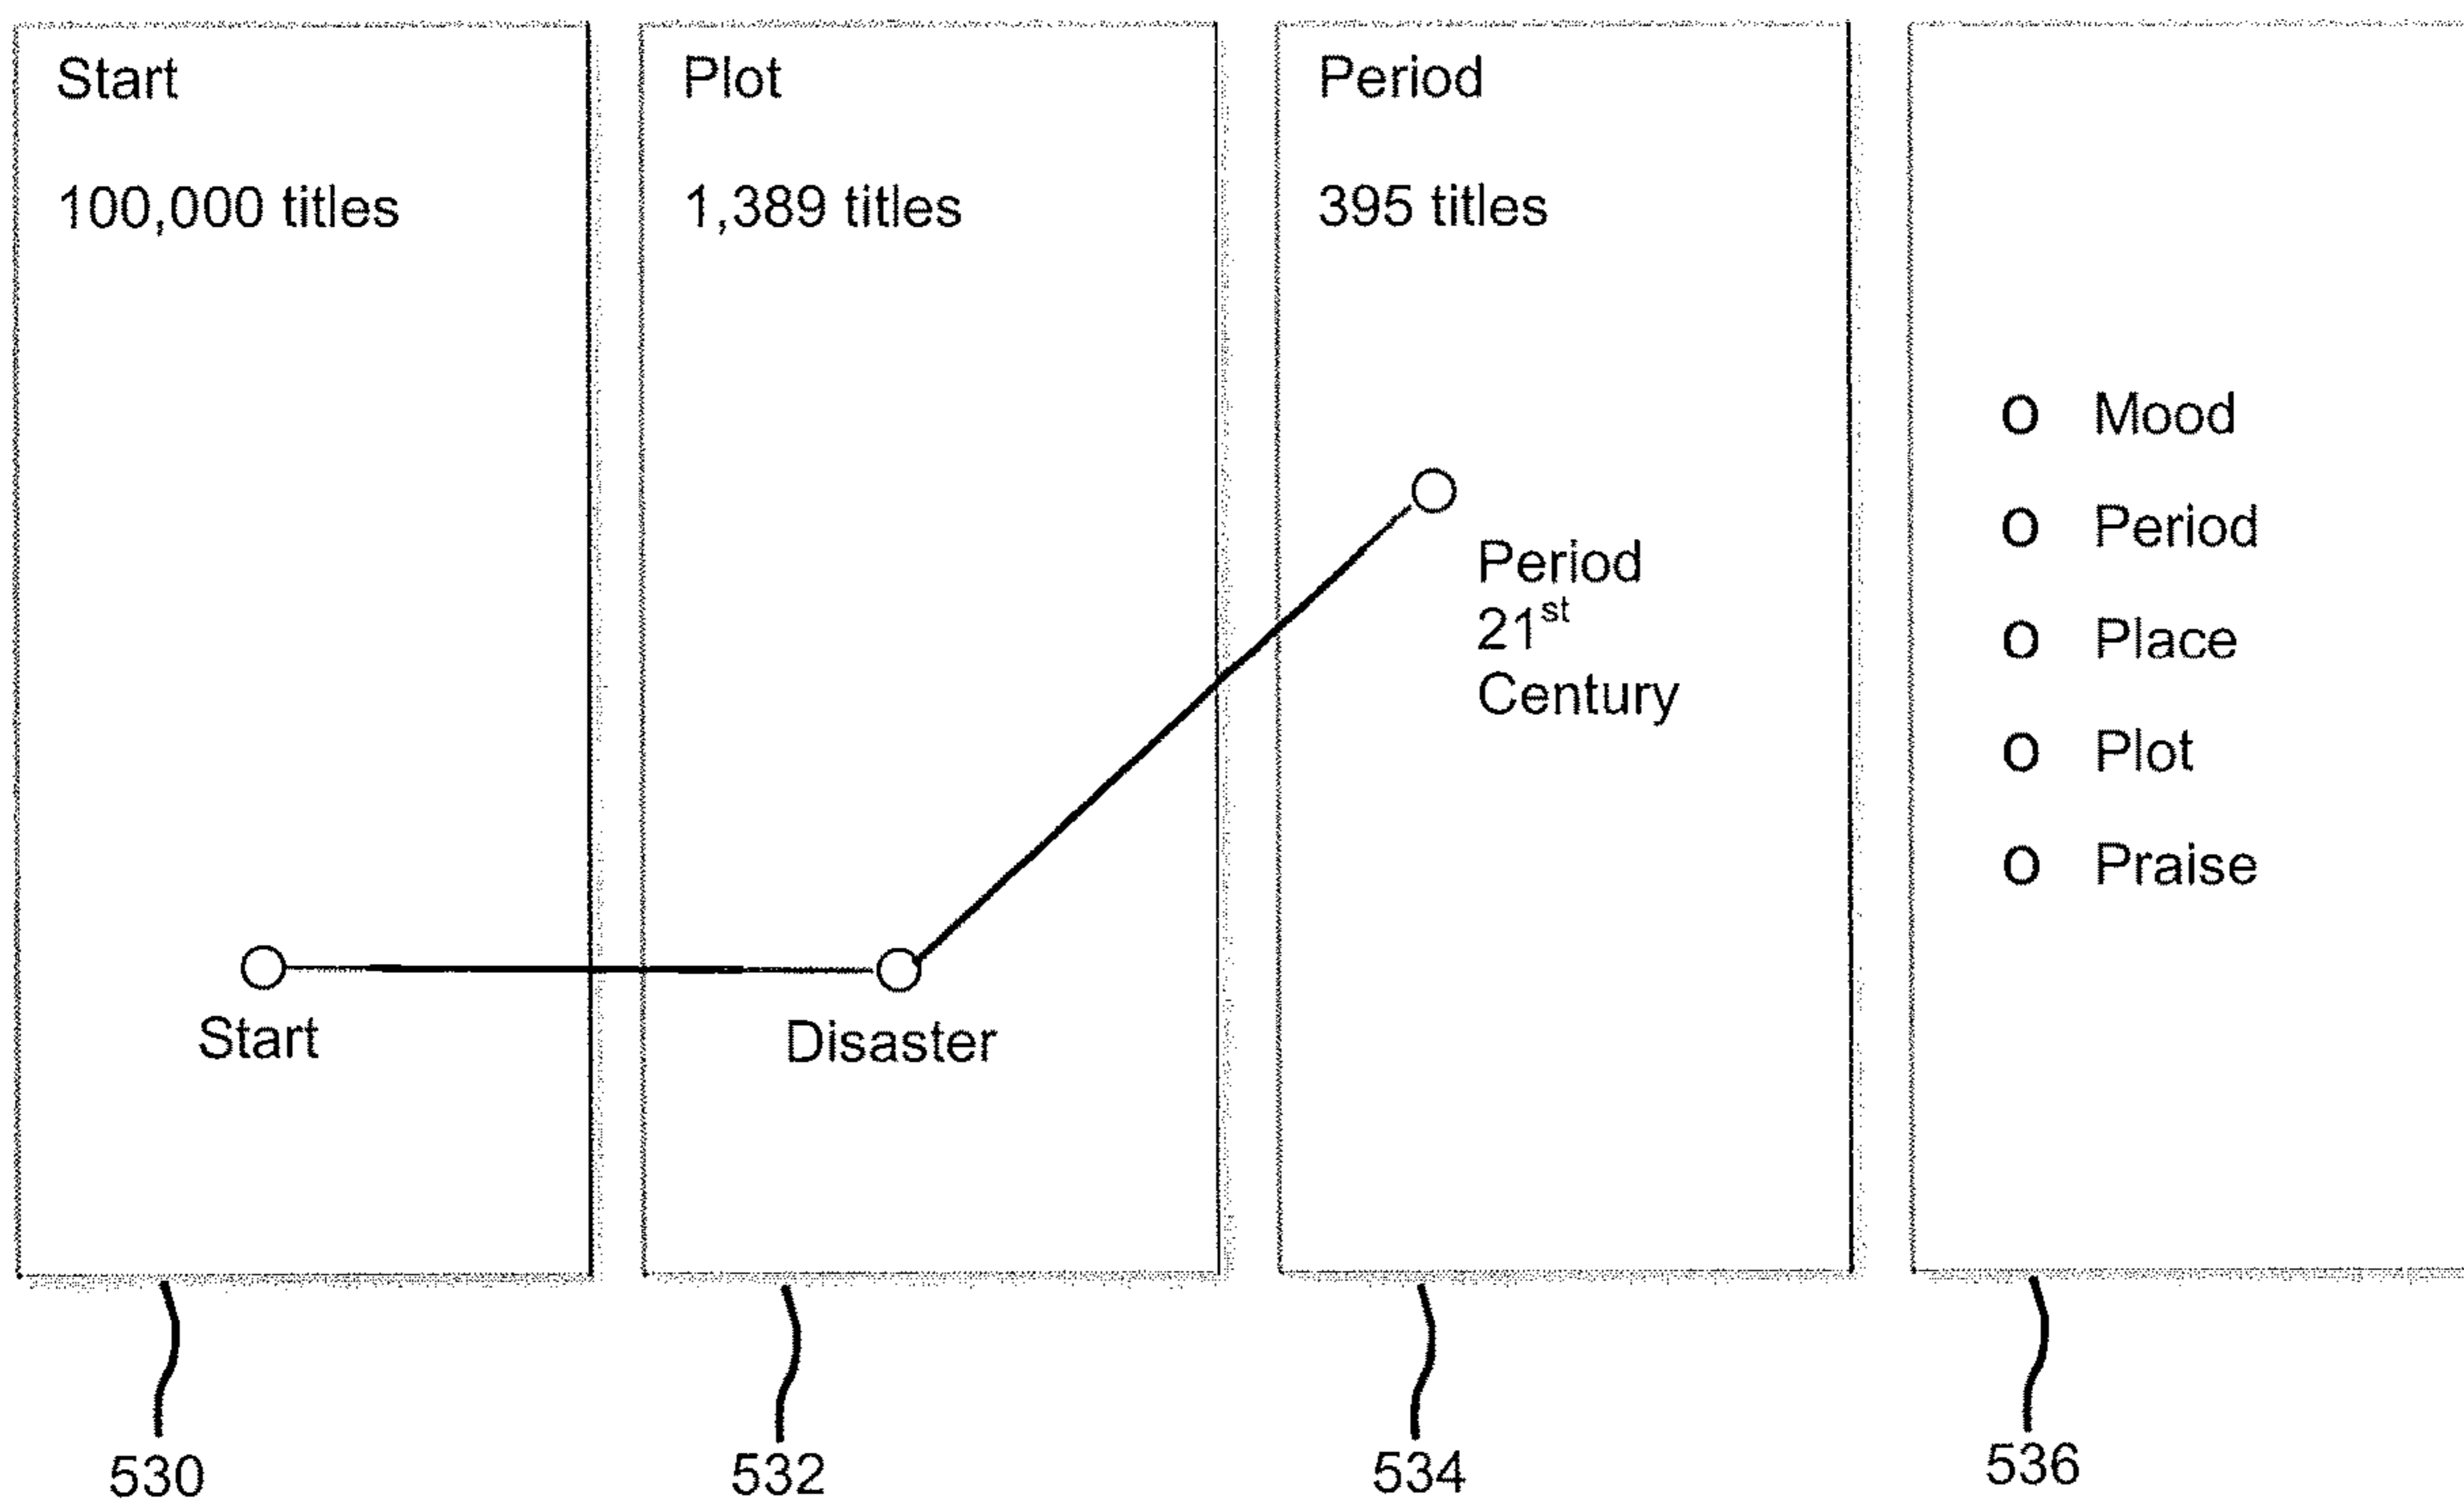 Start
100,000 titles
Start
Plot
1,389 titles
Disaster
Period
395 titles
Period
21st
Century
O Mood
O Period
O Place
O Plot
O Praise
530
532
534
536